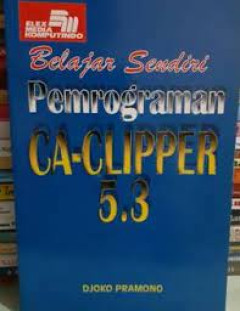 ELEX
MEDIA
KOMPUTINDO
Belajar Sendiri
Pemrograman
CA-CLIPPER
5.3
DJOKO PRAMONO